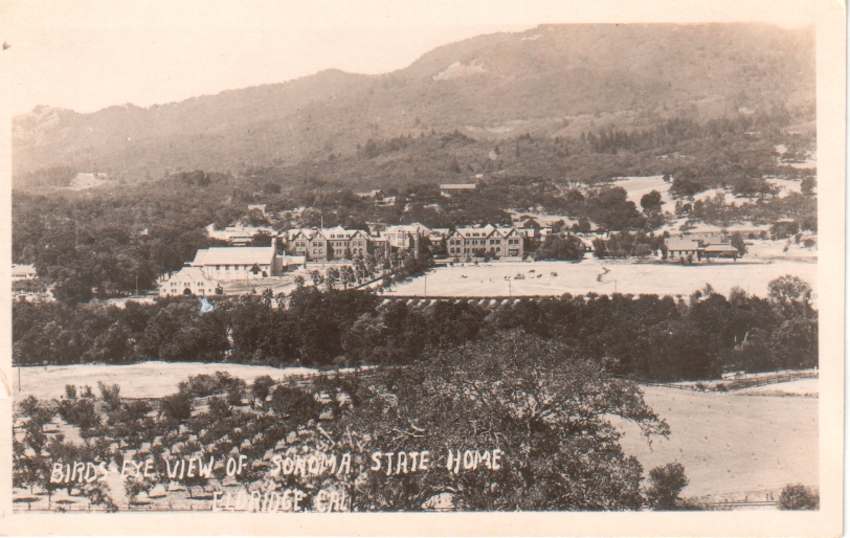 BIRDS EYE VIEW OF SONOMA STATE HOME
ELDRIDGE, CAL